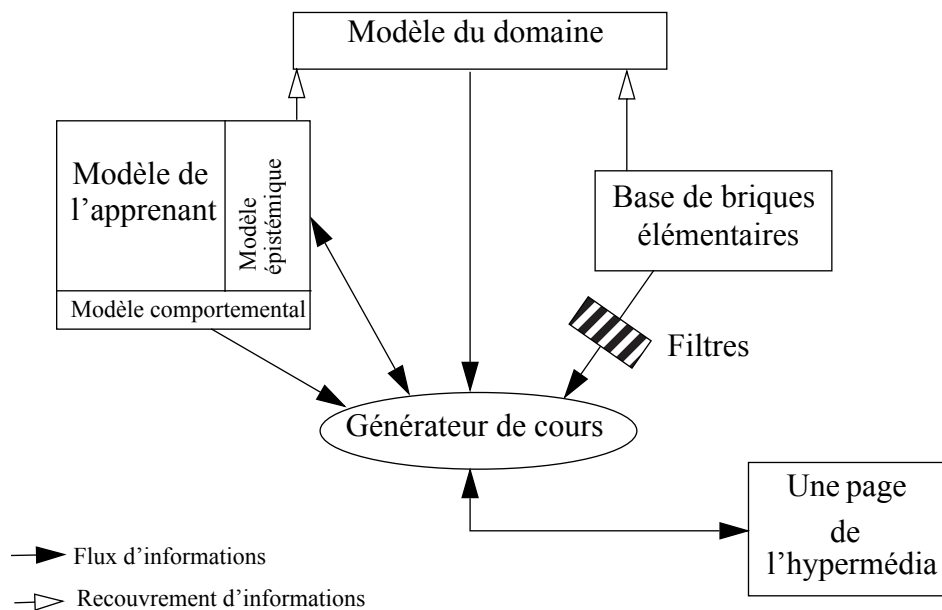 Modèle du domaine
Modèle de
l’apprenant
Modèle
épistémique
Modèle comportemental
Base de briques
élémentaires
Filtres
Générateur de cours
Une page
de
l’hypermédia
Flux d’informations
Recouvrement d’informations